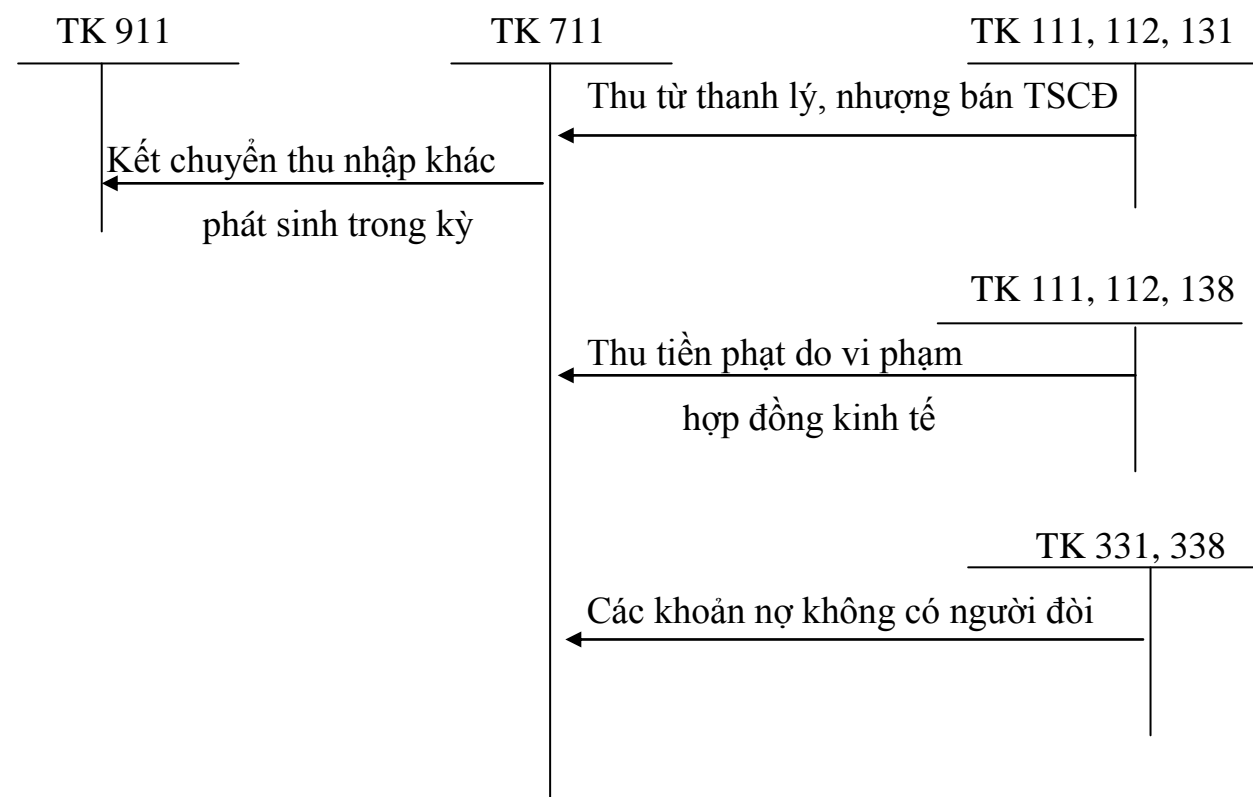 TK 911
TK 711
TK 111, 112, 131
Thu từ thanh lý, nhượng bán TSCĐ
Kết chuyển thu nhập khác
phát sinh trong kỳ
TK 111, 112, 138
Thu tiền phạt do vi phạm
hợp đồng kinh tế
TK 331, 338
Các khoản nợ không có người đòi